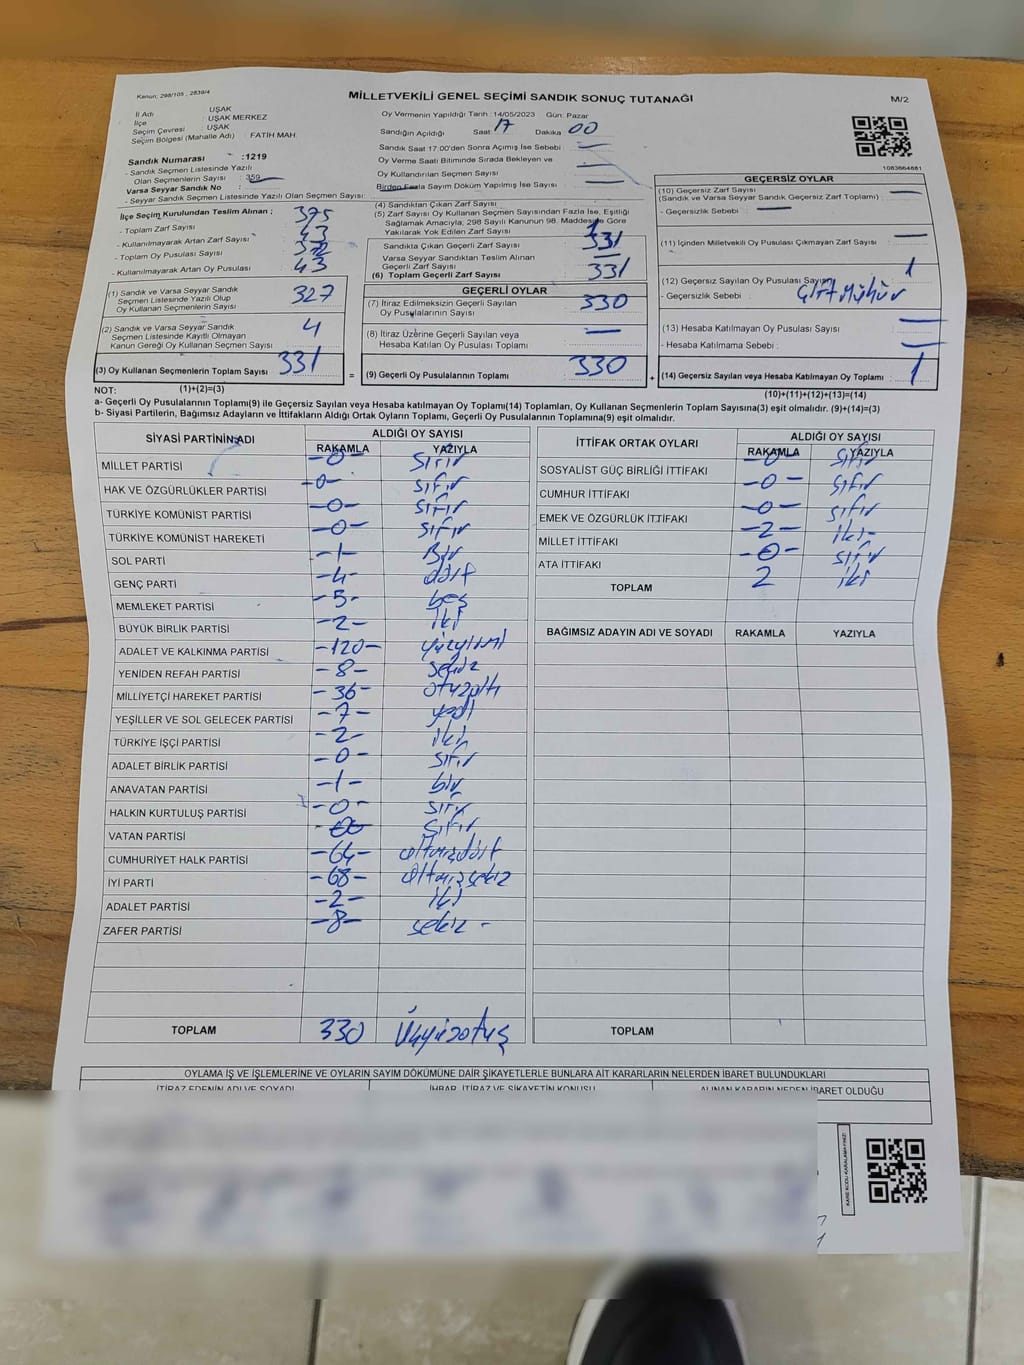 Kanun; 298/105 , 2839/4
MİLLETVEKİLİ GENEL SEÇİMİ SANDIK SONUÇ TUTANAĞI
M/2
İl Adı : UŞAK
İlçe : UŞAK MERKEZ
Seçim Çevresi : UŞAK
Seçim Bölgesi (Mahalle Adı) FATİH MAH.
Sandık Numarası :1219
- Sandık Seçmen Listesinde Yazılı
Olan Seçmenlerin Sayısı : 359
Varsa Seyyar Sandık No :
- Seyyar Sandık Seçmen Listesinde Yazılı Olan Seçmen Sayısı:
İlçe Seçim Kurulundan Teslim Alınan ;
- Toplam Zarf Sayısı : 375
- Kullanılmayarak Artan Zarf Sayısı : 43
- Toplam Oy Pusulası Sayısı :
- Kullanılmayarak Artan Oy Pusulası : 43
(1) Sandık ve Varsa Seyyar Sandık
Seçmen Listesinde Yazılı Olup
Oy Kullanan Seçmenlerin Sayısı : 327
(2) Sandık ve Varsa Seyyar Sandık
Seçmen Listesinde Kayıtlı Olmayan
Kanun Gereği Oy Kullanan Seçmen Sayısı : 4
(3) Oy Kullanan Seçmenlerin Toplam Sayısı : 331 =
(1)+(2)=(3)
Oy Vermenin Yapıldığı Tarih :14/05/2023 Gün: Pazar
Sandığın Açıldığı Saat 17 Dakika 00
Sandık Saat 17:00'den Sonra Açılmış İse Sebebi : —
Oy Verme Saati Bitiminde Sırada Bekleyen ve
Oy Kullandırılan Seçmen Sayısı : —
Birden Fazla Sayım Döküm Yapılmış İse Sayısı : —
(4) Sandıktan Çıkan Zarf Sayısı :
(5) Zarf Sayısı Oy Kullanan Seçmen Sayısından Fazla İse, Eşitliği
Sağlamak Amacıyla, 298 Sayılı Kanunun 98. Maddesine Göre
Yakılarak Yok Edilen Zarf Sayısı :
Sandıkta Çıkan Geçerli Zarf Sayısı : 331
Varsa Seyyar Sandıktan Teslim Alınan
Geçerli Zarf Sayısı : —
(6) Toplam Geçerli Zarf Sayısı : 331
GEÇERLİ OYLAR
(7) İtiraz Edilmeksizin Geçerli Sayılan
Oy Pusulalarının Sayısı : 330
(8) İtiraz Üzerine Geçerli Sayılan veya
Hesaba Katılan Oy Pusulası Toplamı : —
(9) Geçerli Oy Pusulalarının Toplamı : 330 +
1083664881
GEÇERSİZ OYLAR
(10) Geçersiz Zarf Sayısı : —
(Sandık ve Varsa Seyyar Sandık Geçersiz Zarf Toplamı)
- Geçersizlik Sebebi : —
(11) İçinden Milletvekili Oy Pusulası Çıkmayan Zarf Sayısı : —
(12) Geçersiz Sayılan Oy Pusulası Sayısı : 1
- Geçersizlik Sebebi : Çift Mühür
(13) Hesaba Katılmayan Oy Pusulası Sayısı : —
- Hesaba Katılmama Sebebi : —
(14) Geçersiz Sayılan veya Hesaba Katılmayan Oy Toplamı : 1
(10)+(11)+(12)+(13)=(14)
NOT:
a- Geçerli Oy Pusulaları Toplamı(9) ile Geçersiz Sayılan veya Hesaba katılmayan Oy Toplamı(14) Toplamları, Oy Kullanan Seçmenlerin Toplam Sayısına(3) eşit olmalıdır. (9)+(14)=(3)
b- Siyasi Partilerin, Bağımsız Adayların ve İttifakların Aldığı Ortak Oyların Toplamı, Geçerli Oy Pusulalarının Toplamına(9) eşit olmalıdır.
SİYASİ PARTİNİN ADI ALDIĞI OY SAYISI
RAKAMLA YAZIYLA
MİLLET PARTİSİ -0- sıfır
HAK VE ÖZGÜRLÜKLER PARTİSİ -0- sıfır
TÜRKİYE KOMÜNİST PARTİSİ -0- sıfır
TÜRKİYE KOMÜNİST HAREKETİ -0- sıfır
SOL PARTİ -1- Bir
GENÇ PARTİ -4- dört
MEMLEKET PARTİSİ -5- beş
BÜYÜK BİRLİK PARTİSİ -2- iki
ADALET VE KALKINMA PARTİSİ -120- yüzyirmi
YENİDEN REFAH PARTİSİ -8- sekiz
MİLLİYETÇİ HAREKET PARTİSİ -36- otuzaltı
YEŞİLLER VE SOL GELECEK PARTİSİ -7- yedi
TÜRKİYE İŞÇİ PARTİSİ -2- iki
ADALET BİRLİK PARTİSİ -0- sıfır
ANAVATAN PARTİSİ -1- bir
HALKIN KURTULUŞ PARTİSİ -0- sıfır
VATAN PARTİSİ sıfır
CUMHURİYET HALK PARTİSİ -64- altmışdört
İYİ PARTİ -68- altmışsekiz
ADALET PARTİSİ -2- iki
ZAFER PARTİSİ -8- sekiz -
TOPLAM 330 Üçyüzotuz
İTTİFAK ORTAK OYLARI ALDIĞI OY SAYISI
RAKAMLA YAZIYLA
SOSYALİST GÜÇ BİRLİĞİ İTTİFAKI -0- sıfır
CUMHUR İTTİFAKI -0- sıfır
EMEK VE ÖZGÜRLÜK İTTİFAKI -0- sıfır
MİLLET İTTİFAKI -2- iki-
ATA İTTİFAKI -0- sıfır
TOPLAM 2 iki
BAĞIMSIZ ADAYIN ADI VE SOYADI RAKAMLA YAZIYLA
TOPLAM
OYLAMA İŞ VE İŞLEMLERİNE VE OYLARIN SAYIM DÖKÜMÜNE DAİR ŞİKAYETLERLE BUNLARA AİT KARARLARIN NELERDEN İBARET BULUNDUKLARI
İTİRAZ EDENİN ADI VE SOYADI İHBAR, İTİRAZ VE ŞİKAYETİN KONUSU ALINAN KARARIN NEDEN İBARET OLDUĞU
KARE KODU KARALAMAYINIZ!